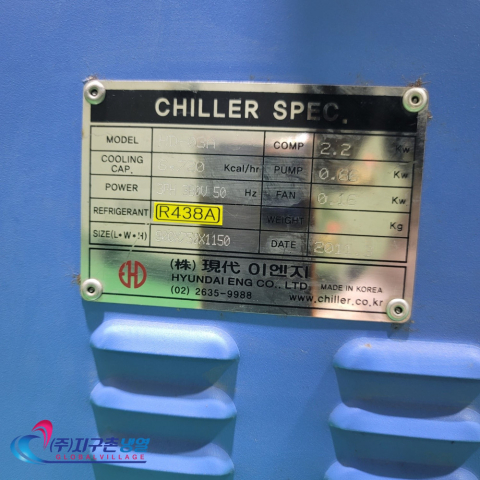 CHILLER SPEC.
MODEL COMP 2.2 Kw
COOLING CAP. Kcal/hr PUMP Kw
POWER 50 Hz FAN Kw
REFRIGERANT R438A WEIGHT Kg
SIZE(L*W*H) X1150 DATE
(株) 現代 이엔지
HYUNDAI ENG CO., LTD.
(02) 2635-9988
MADE IN KOREA
www.chiller.co.kr
EHD
(주)지구촌냉열
GLOBALVILLAGE